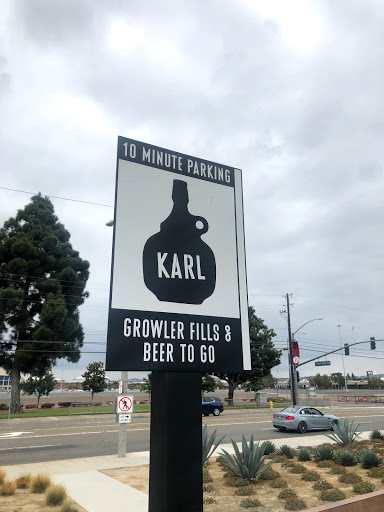 10 MINUTE PARKING
KARL
GROWLER FILLS &
BEER TO GO